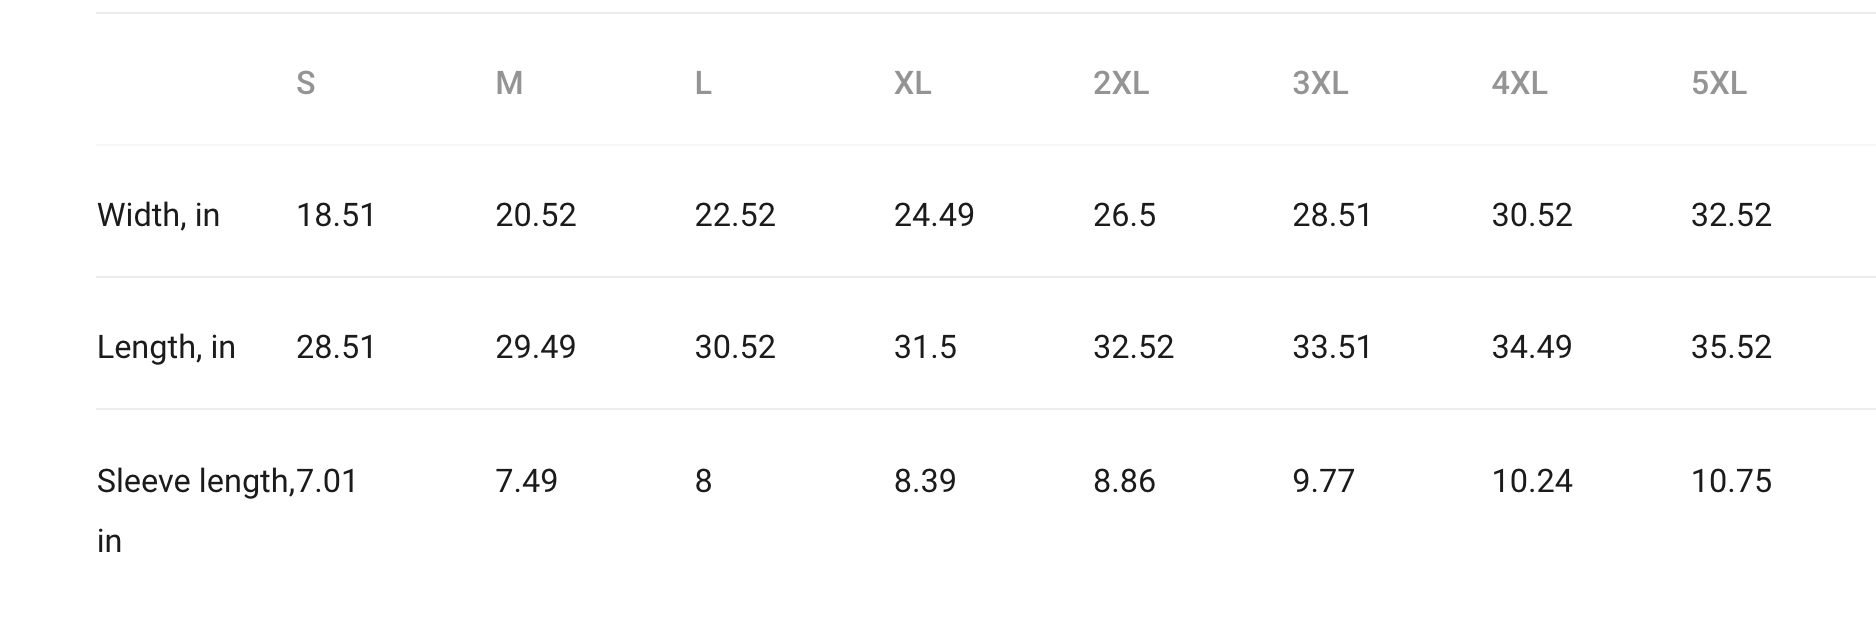 S M L XL 2XL 3XL 4XL 5XL
Width, in 18.51 20.52 22.52 24.49 26.5 28.51 30.52 32.52
Length, in 28.51 29.49 30.52 31.5 32.52 33.51 34.49 35.52
Sleeve length, 7.01 7.49 8 8.39 8.86 9.77 10.24 10.75
in